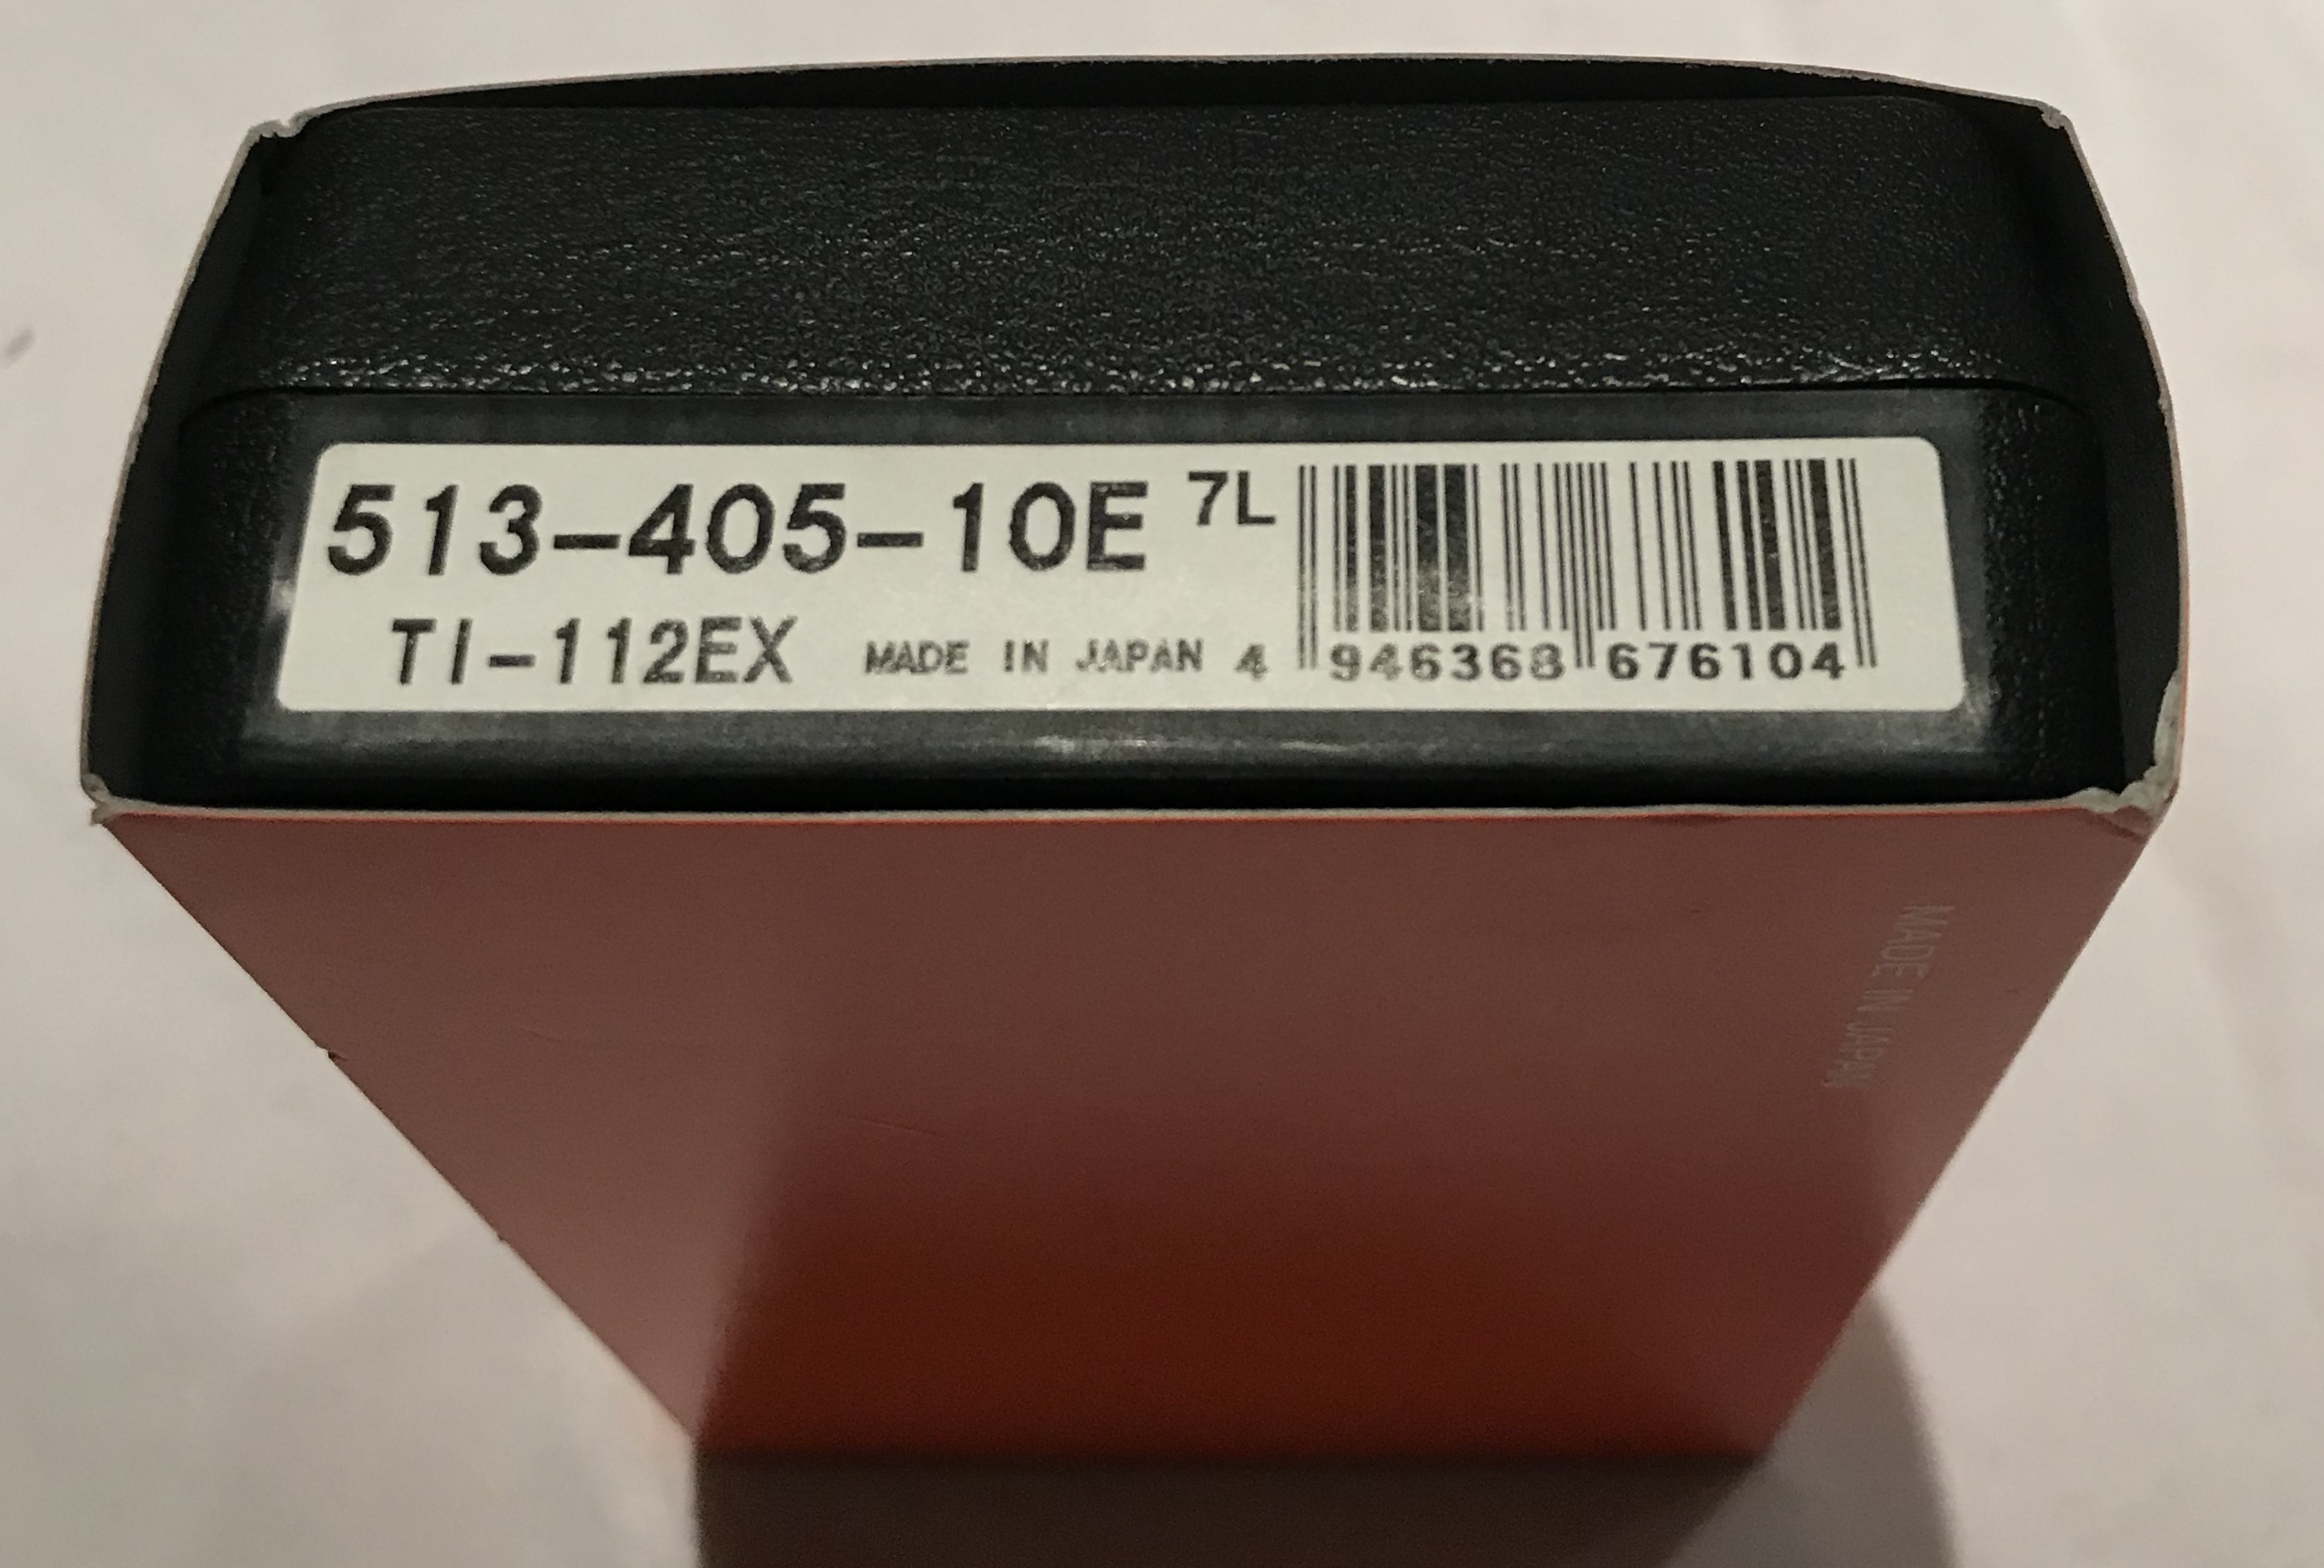 513-405-10E 7L
TI-112EX MADE IN JAPAN 4 946368 676104
MADE IN JAPAN